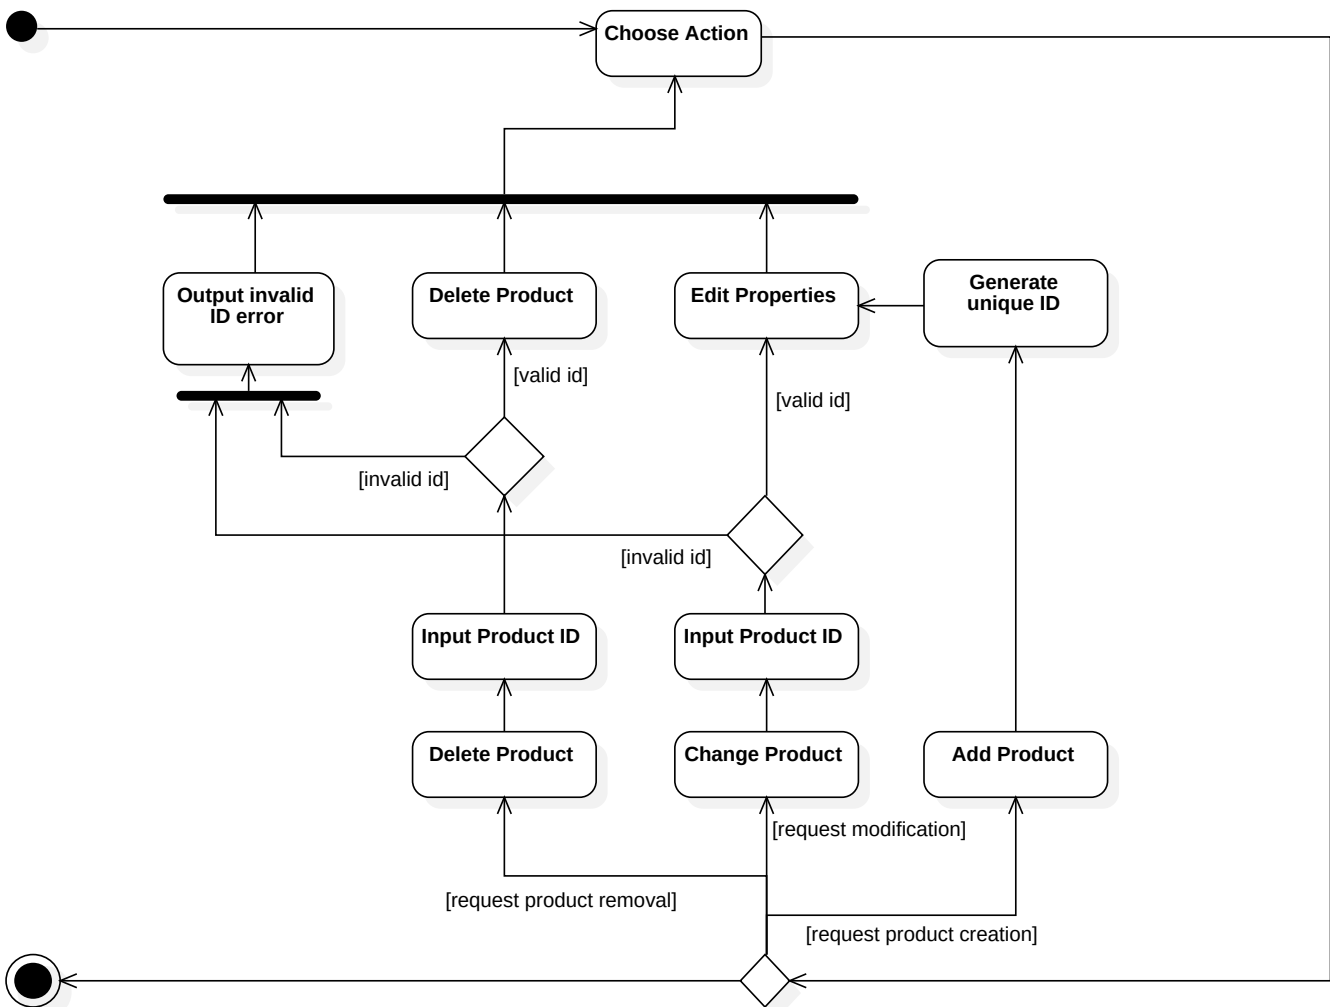 Choose Action
Output invalid
ID error
Delete Product
Edit Properties
Generate
unique ID
[valid id]
[valid id]
[invalid id]
[invalid id]
Input Product ID
Input Product ID
Delete Product
Change Product
Add Product
[request modification]
[request product removal]
[request product creation]